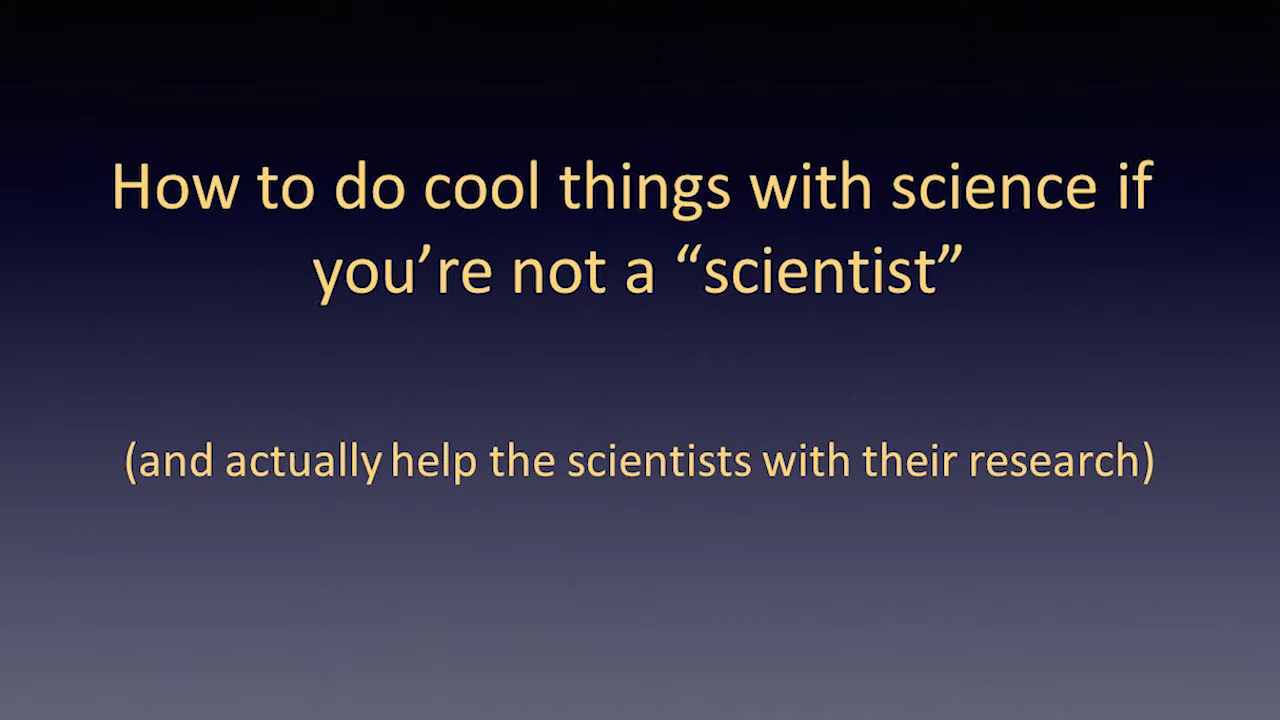 How to do cool things with science if
you’re not a “scientist”
(and actually help the scientists with their research)